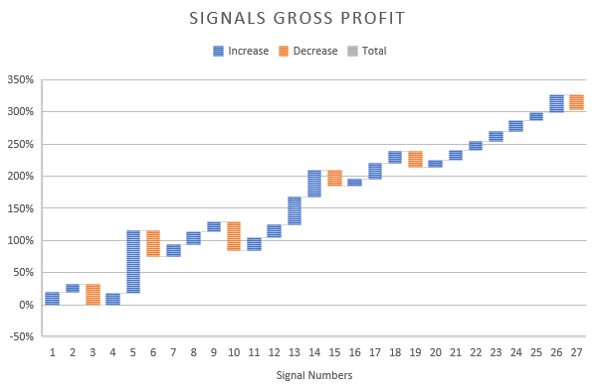 SIGNALS GROSS PROFIT
Increase Decrease Total
350%
300%
250%
200%
150%
100%
50%
0%
-50%
1 2 3 4 5 6 7 8 9 10 11 12 13 14 15 16 17 18 19 20 21 22 23 24 25 26 27
Signal Numbers